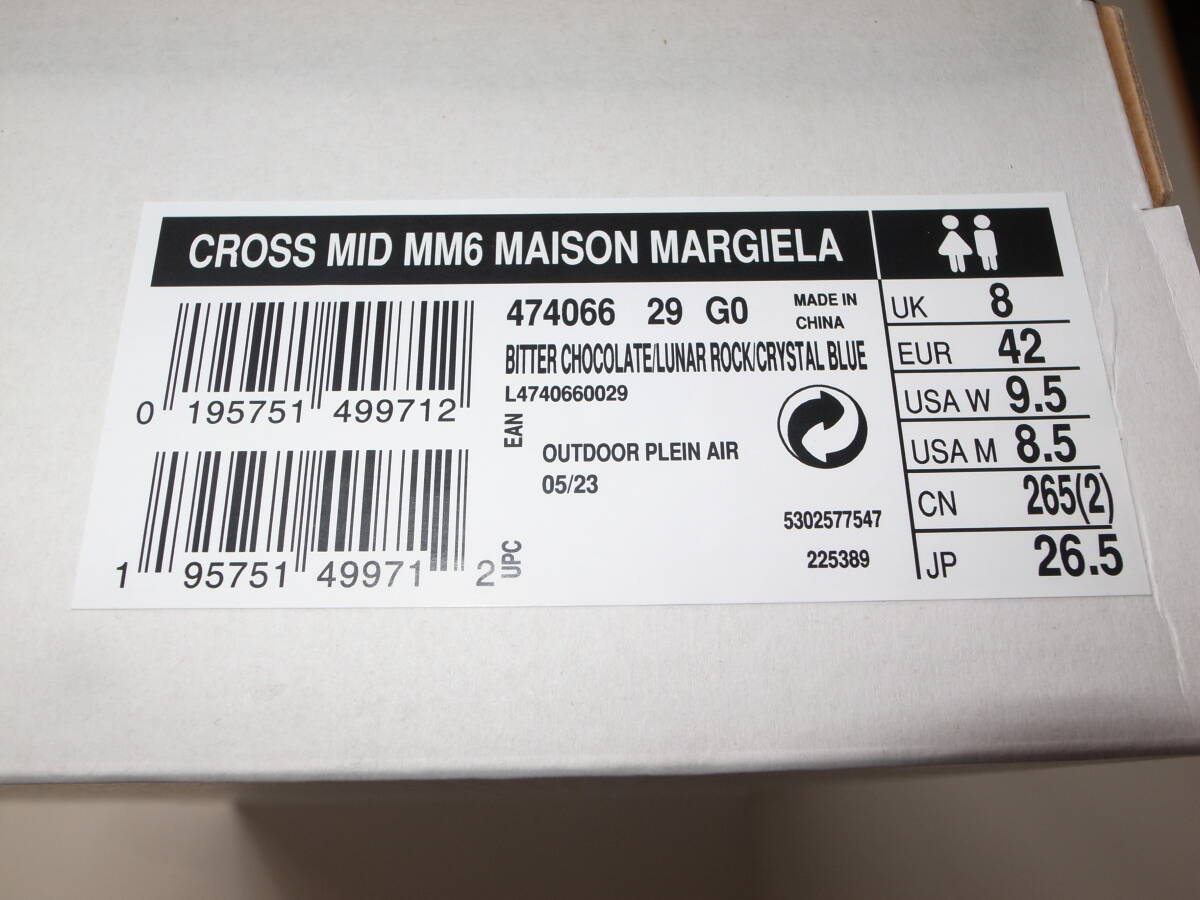 CROSS MID MM6 MAISON MARGIELA
0 195751 499712
EAN
1 95751 49971 2
UPC
474066 29 G0
MADE IN CHINA
BITTER CHOCOLATE/LUNAR ROCK/CRYSTAL BLUE
L4740660029
OUTDOOR PLEIN AIR
05/23
5302577547
225389
UK 8
EUR 42
USA W 9.5
USA M 8.5
CN 265(2)
JP 26.5